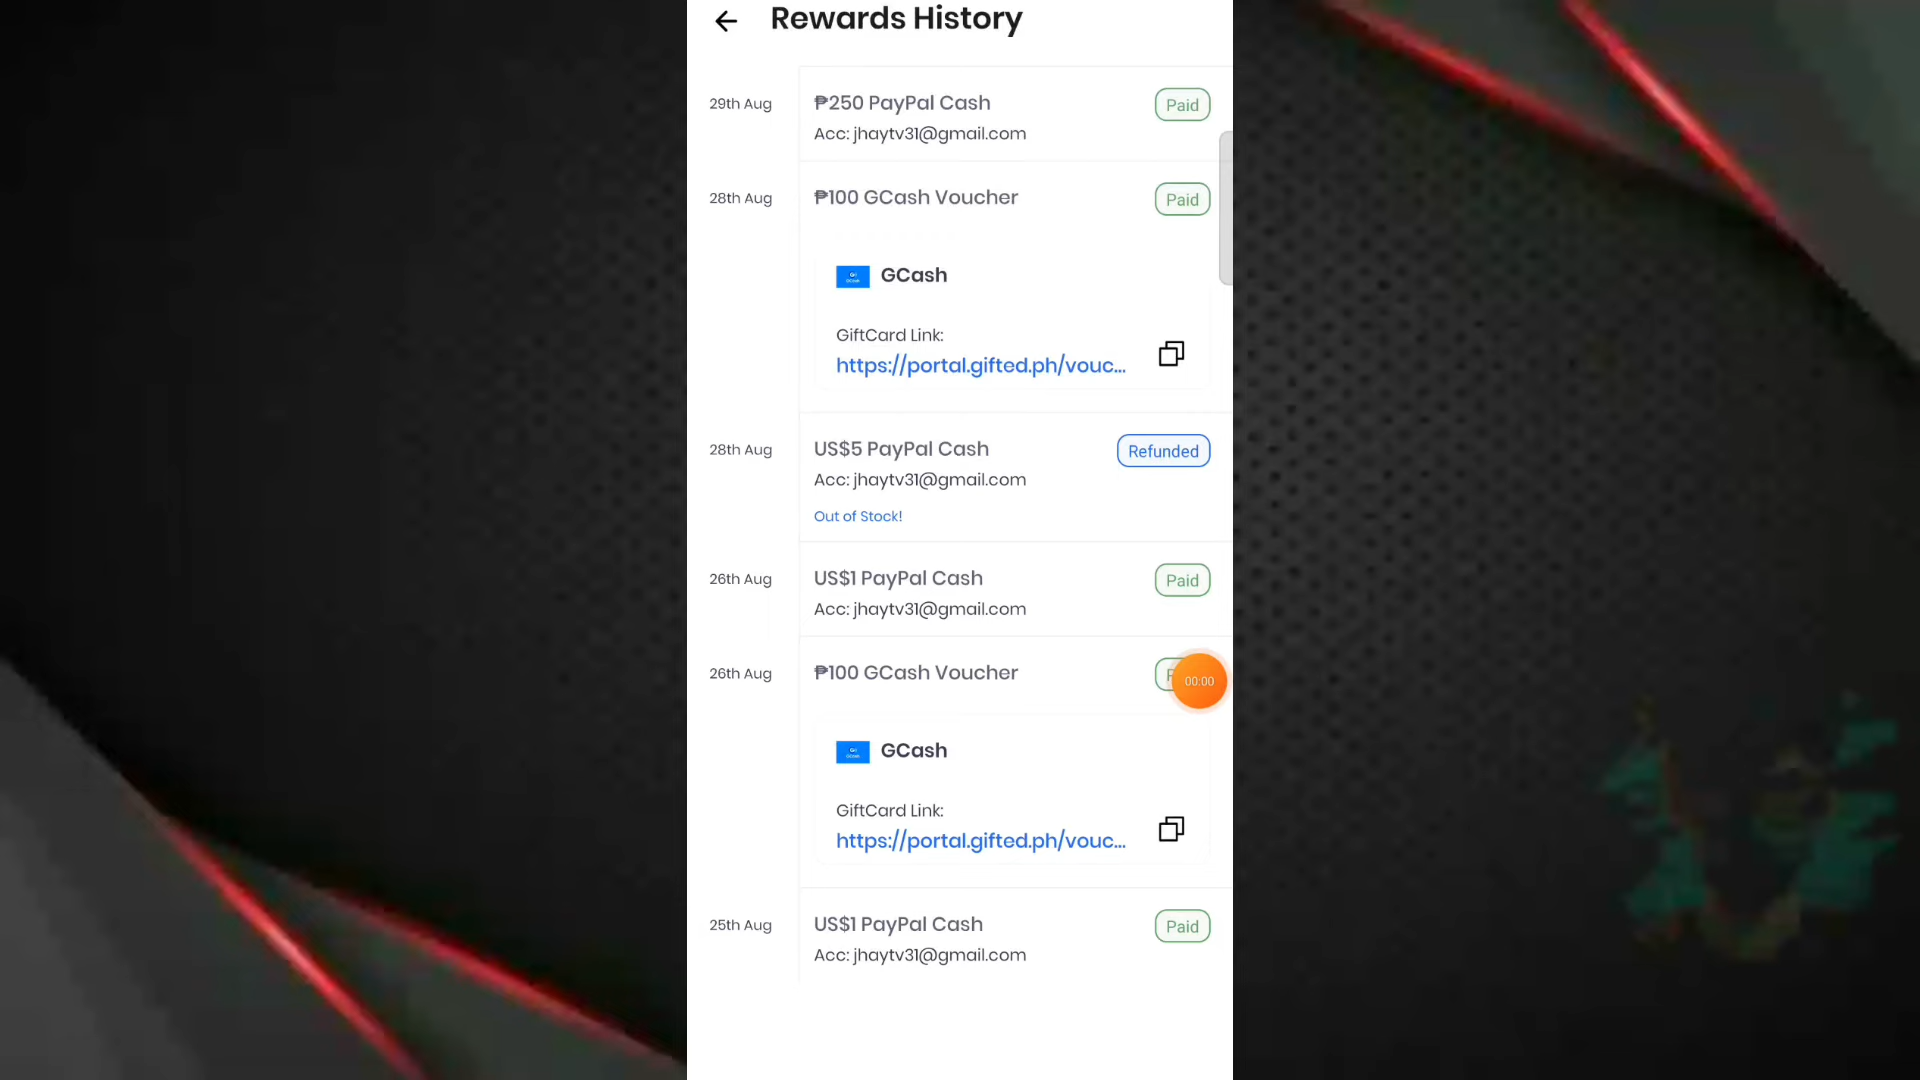 Rewards History
29th Aug
₱250 PayPal Cash
Paid
Acc: jhaytv31@gmail.com
28th Aug
₱100 GCash Voucher
Paid
GCash
GiftCard Link:
https://portal.gifted.ph/vouc...
28th Aug
US$5 PayPal Cash
Refunded
Acc: jhaytv31@gmail.com
Out of Stock!
26th Aug
US$1 PayPal Cash
Paid
Acc: jhaytv31@gmail.com
26th Aug
₱100 GCash Voucher
00:00
GCash
GiftCard Link:
https://portal.gifted.ph/vouc...
25th Aug
US$1 PayPal Cash
Paid
Acc: jhaytv31@gmail.com